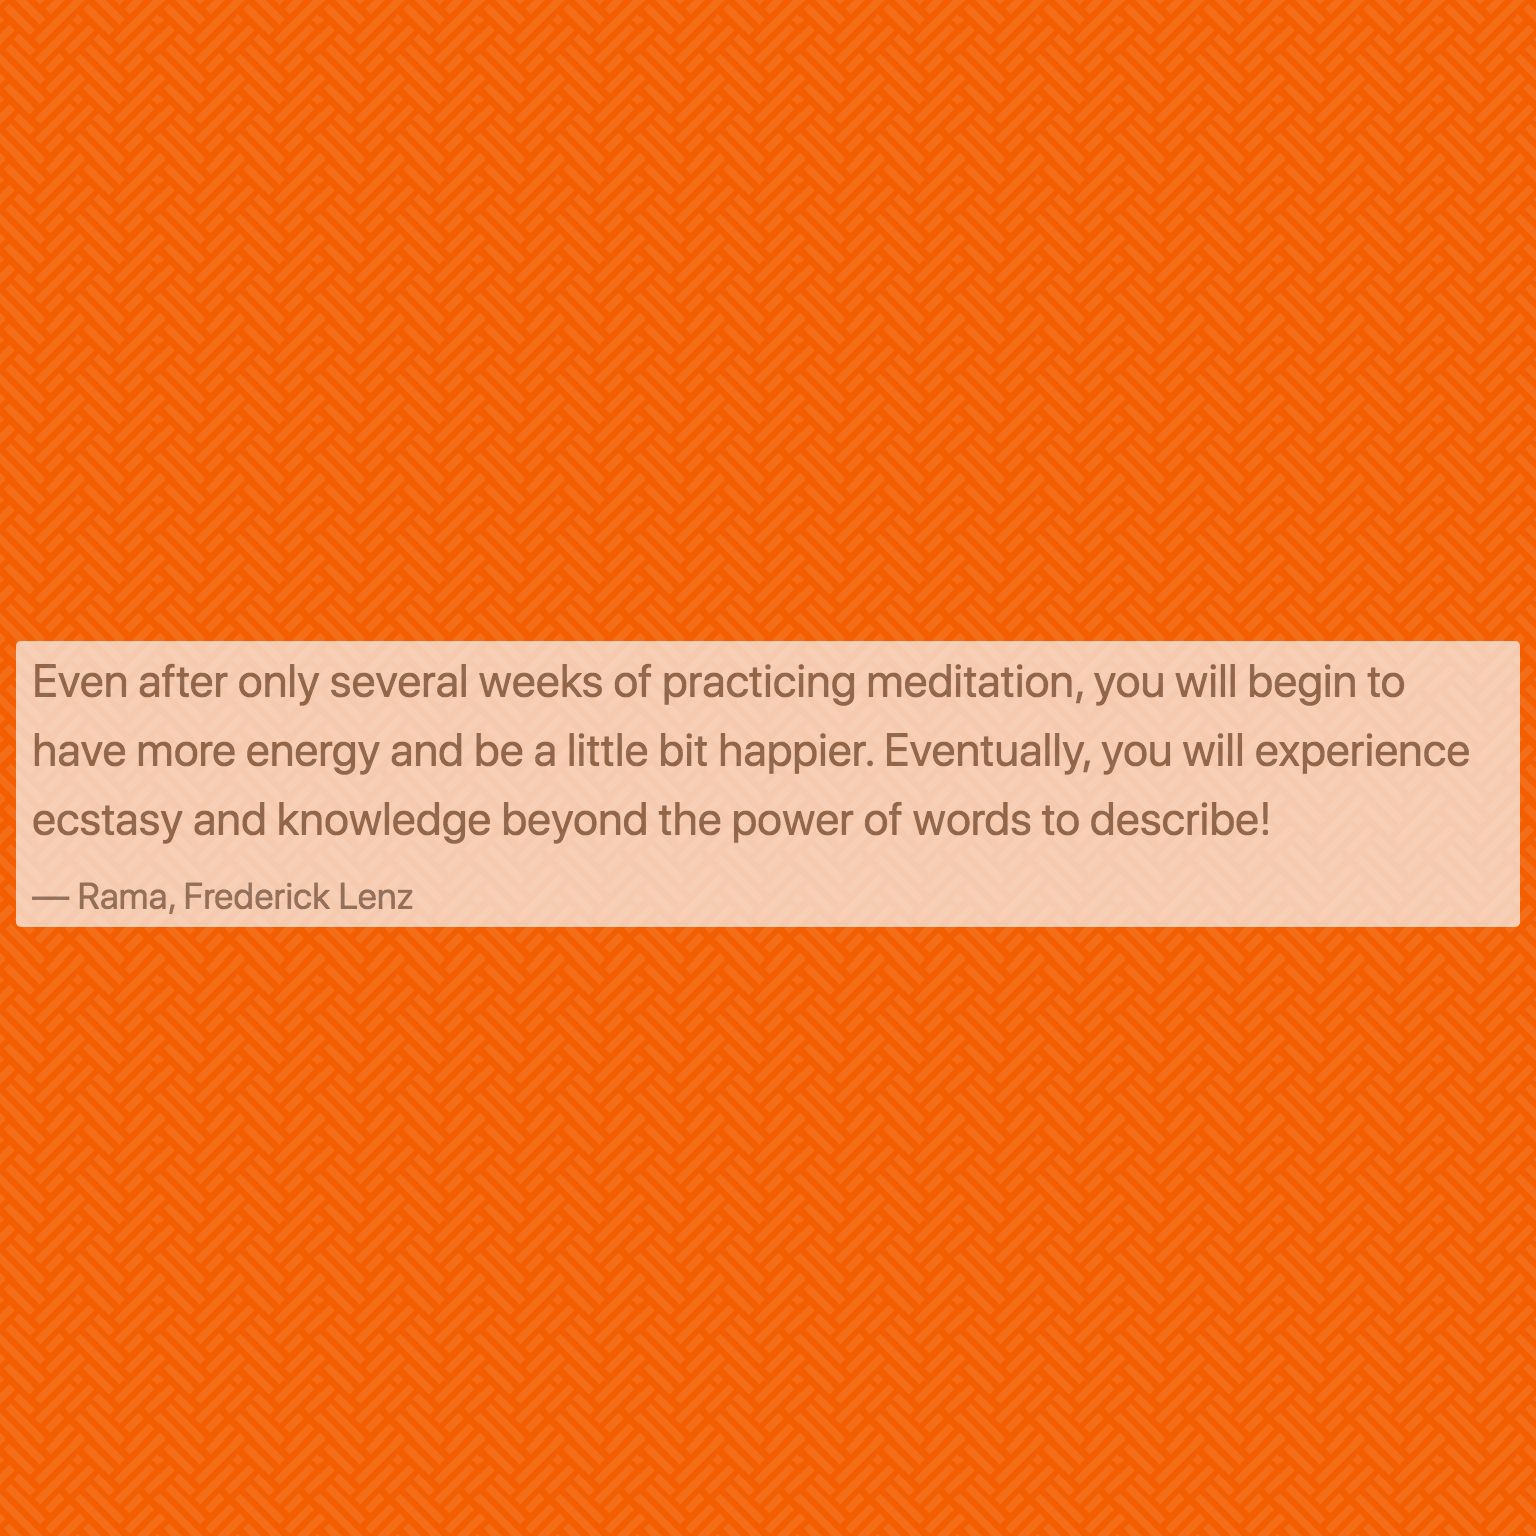 Even after only several weeks of practicing meditation, you will begin to
have more energy and be a little bit happier. Eventually, you will experience
ecstasy and knowledge beyond the power of words to describe!
— Rama, Frederick Lenz